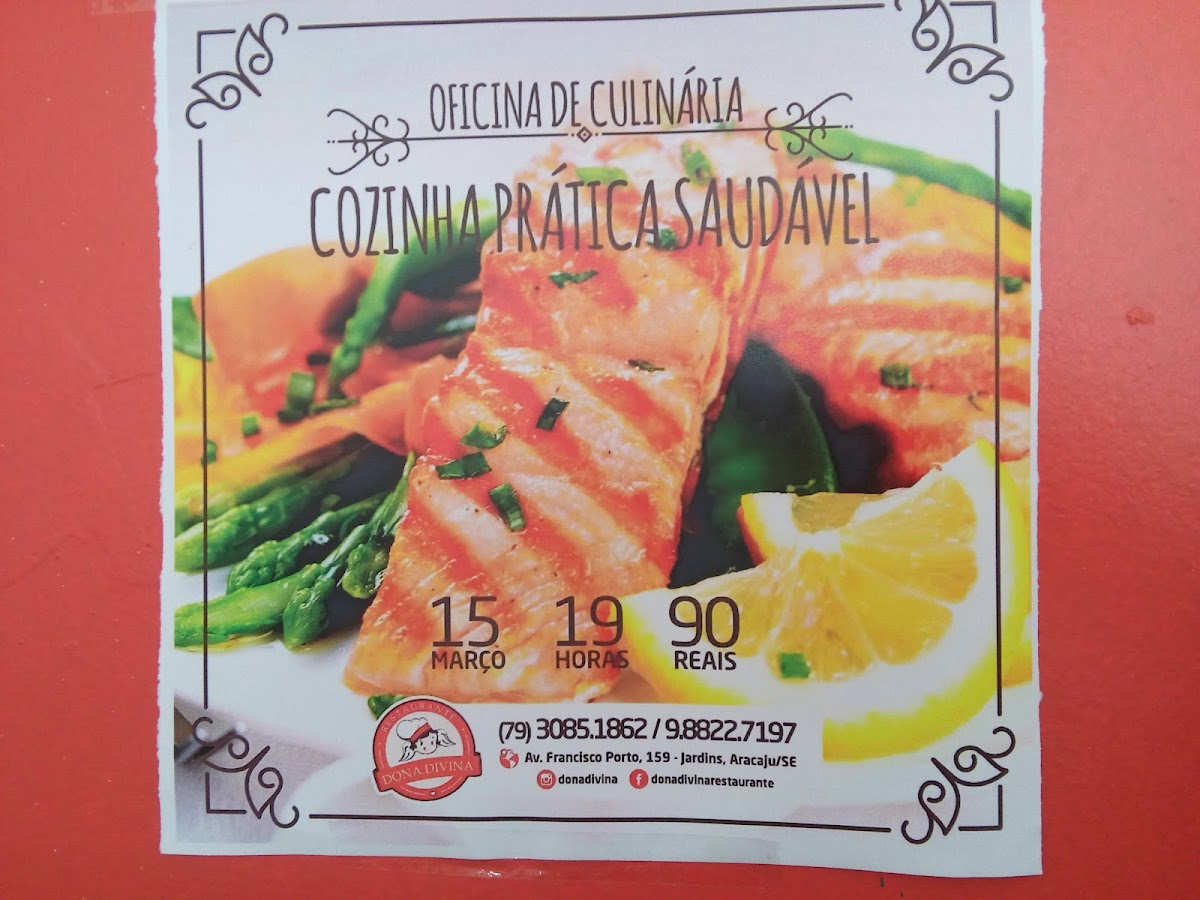 OFICINA DE CULINÁRIA
COZINHA PRÁTICA SAUDÁVEL
15 19 90
MARÇO HORAS REAIS
RESTAURANTE
DONA DIVINA
(79) 3085.1862 / 9.8822.7197
Av. Francisco Porto, 159 - Jardins, Aracaju/SE
donadivina donadivinarestaurante